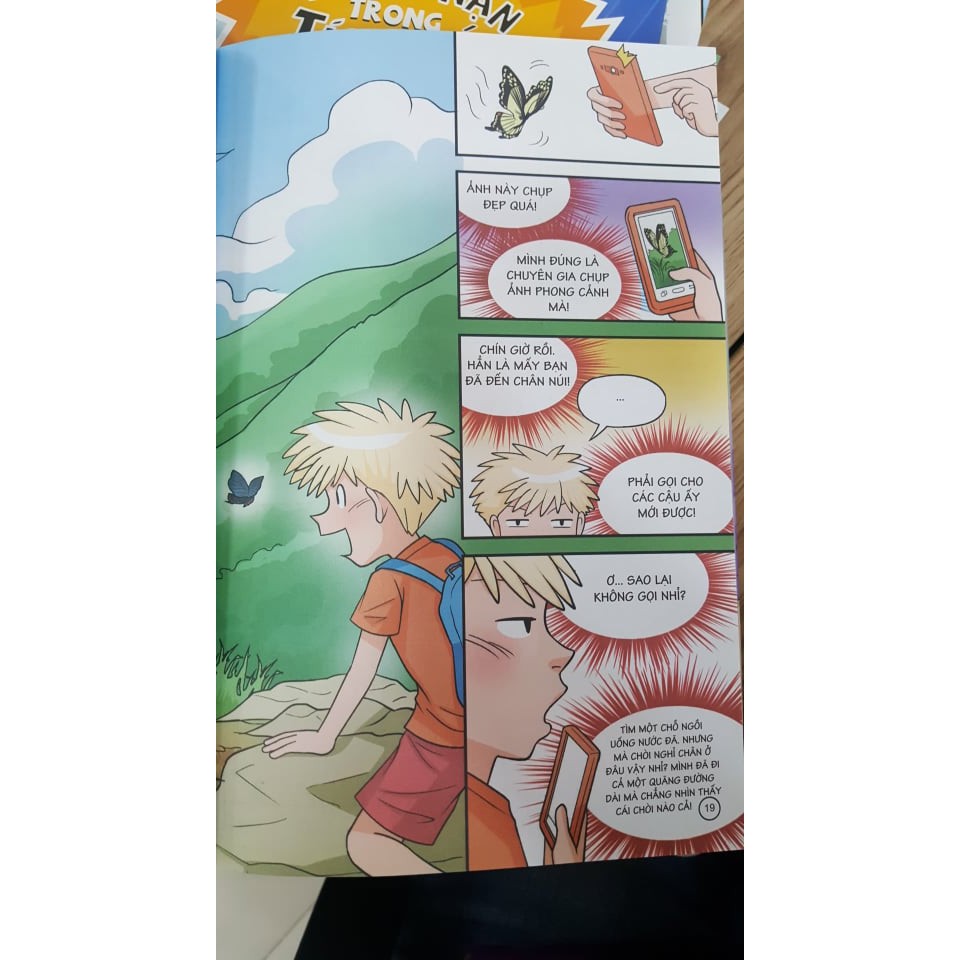 NẠN
TRONG
ẢNH NÀY CHỤP
ĐẸP QUÁ!
MÌNH ĐÚNG LÀ
CHUYÊN GIA CHỤP
ẢNH PHONG CẢNH
MÀ!
CHÍN GIỜ RỒI.
HẲN LÀ MẤY BẠN
ĐÃ ĐẾN CHÂN NÚI!
...
PHẢI GỌI CHO
CÁC CẬU ẤY
MỚI ĐƯỢC!
Ơ... SAO LẠI
KHÔNG GỌI NHỈ?
TÌM MỘT CHỖ NGỒI
UỐNG NƯỚC ĐÃ. NHƯNG
MÀ CHÒI NGHỈ CHÂN Ở
ĐÂU VẬY NHỈ? MÌNH ĐÃ ĐI
CẢ MỘT QUÃNG ĐƯỜNG
DÀI MÀ CHẲNG NHÌN THẤY
CÁI CHÒI NÀO CẢ!
19